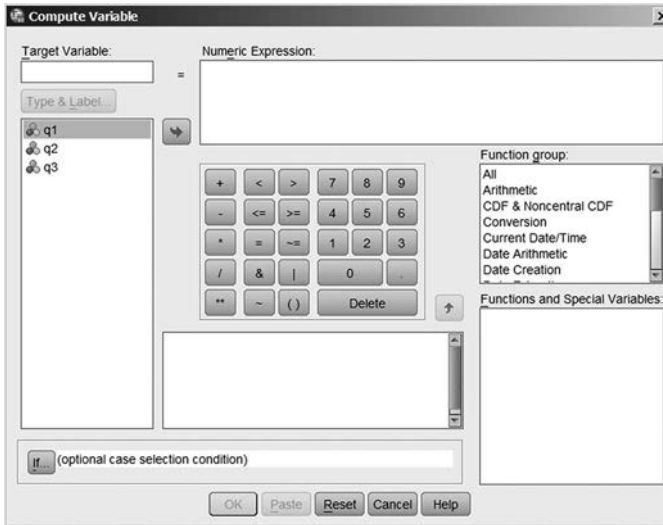 Compute Variable
Target Variable:
=
Numeric Expression:
Type & Label...
q1
q2
q3
+ < > 7 8 9
- <= >= 4 5 6
* = ~= 1 2 3
/ & | 0 .
** ~ ( ) Delete
Function group:
All
Arithmetic
CDF & Noncentral CDF
Conversion
Current Date/Time
Date Arithmetic
Date Creation
Functions and Special Variables:
If... (optional case selection condition)
OK Paste Reset Cancel Help